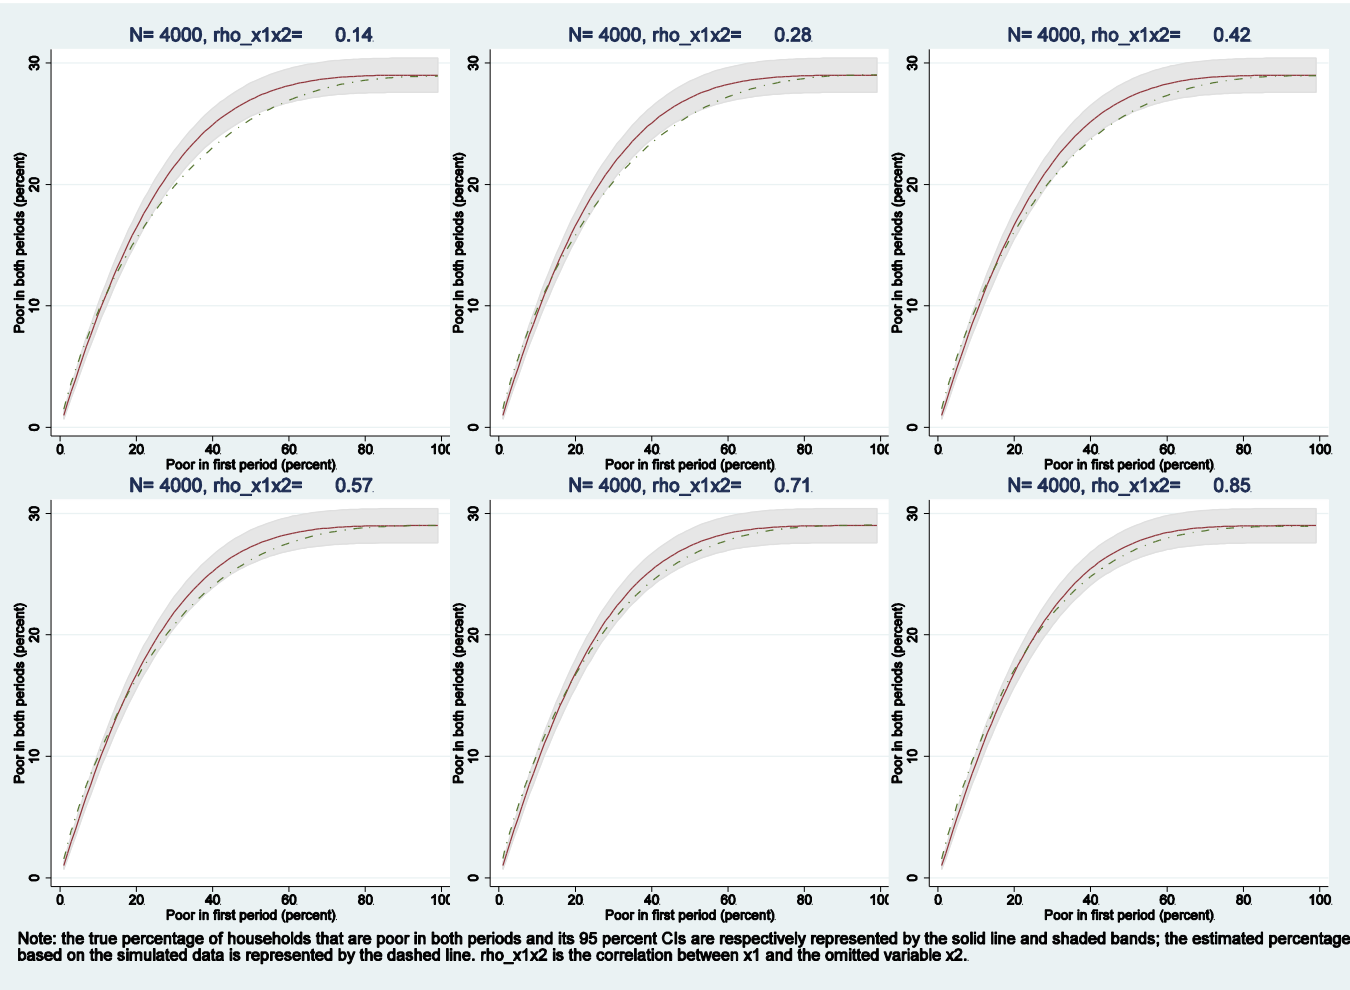 N= 4000, rho_x1x2= 0.14
N= 4000, rho_x1x2= 0.28
N= 4000, rho_x1x2= 0.42
Poor in both periods (percent)
30
20
10
0
0 20 40 60 80 100
Poor in first period (percent)
Poor in both periods (percent)
30
20
10
0
0 20 40 60 80 100
Poor in first period (percent)
Poor in both periods (percent)
30
20
10
0
0 20 40 60 80 100
Poor in first period (percent)
N= 4000, rho_x1x2= 0.57
N= 4000, rho_x1x2= 0.71
N= 4000, rho_x1x2= 0.85
Poor in both periods (percent)
30
20
10
0
0 20 40 60 80 100
Poor in first period (percent)
Poor in both periods (percent)
30
20
10
0
0 20 40 60 80 100
Poor in first period (percent)
Poor in both periods (percent)
30
20
10
0
0 20 40 60 80 100
Poor in first period (percent)
Note: the true percentage of households that are poor in both periods and its 95 percent CIs are respectively represented by the solid line and shaded bands; the estimated percentage
based on the simulated data is represented by the dashed line. rho_x1x2 is the correlation between x1 and the omitted variable x2.